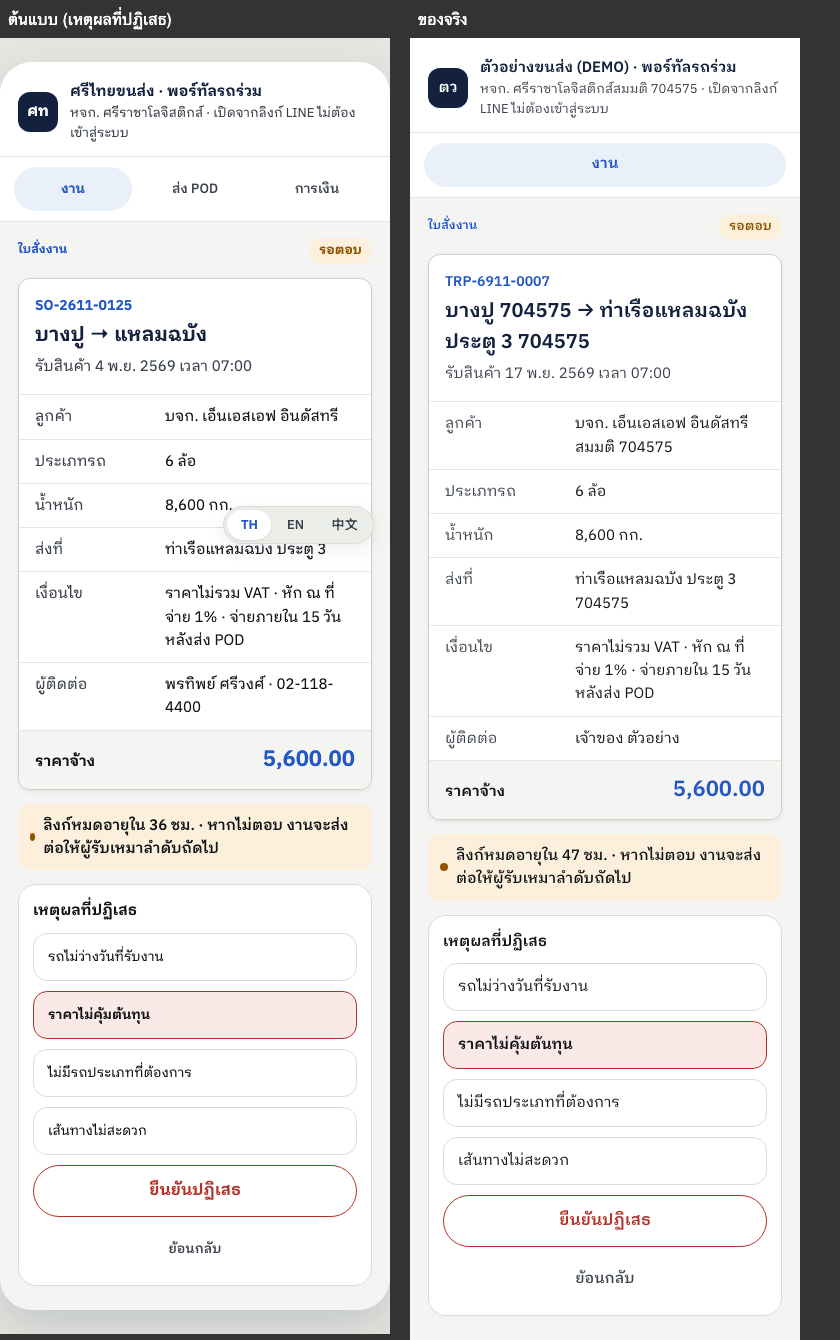 ต้นแบบ (เหตุผลที่ปฏิเสธ)
ศท
ศรีไทยขนส่ง · พอร์ทัลรถร่วม
หจก. ศรีราชาโลจิสติกส์ · เปิดจากลิงก์ LINE ไม่ต้อง
เข้าสู่ระบบ
งาน
ส่ง POD
การเงิน
ใบสั่งงาน
รอตอบ
SO-2611-0125
บางปู → แหลมฉบัง
รับสินค้า 4 พ.ย. 2569 เวลา 07:00
ลูกค้า
บจก. เอ็นเอสเอฟ อินดัสทรี
ประเภทรถ
6 ล้อ
น้ำหนัก
8,600 กก.
TH
EN
中文
ส่งที่
ท่าเรือแหลมฉบัง ประตู 3
เงื่อนไข
ราคาไม่รวม VAT · หัก ณ ที่
จ่าย 1% · จ่ายภายใน 15 วัน
หลังส่ง POD
ผู้ติดต่อ
พรทิพย์ ศรีวงศ์ · 02-118-
4400
ราคาจ้าง
5,600.00
ลิงก์หมดอายุใน 36 ชม. · หากไม่ตอบ งานจะส่ง
ต่อให้ผู้รับเหมาลำดับถัดไป
เหตุผลที่ปฏิเสธ
รถไม่ว่างวันที่รับงาน
ราคาไม่คุ้มต้นทุน
ไม่มีรถประเภทที่ต้องการ
เส้นทางไม่สะดวก
ยืนยันปฏิเสธ
ย้อนกลับ
ของจริง
ตว
ตัวอย่างขนส่ง (DEMO) · พอร์ทัลรถร่วม
หจก. ศรีราชาโลจิสติกส์สมมติ 704575 · เปิดจากลิงก์
LINE ไม่ต้องเข้าสู่ระบบ
งาน
ใบสั่งงาน
รอตอบ
TRP-6911-0007
บางปู 704575 → ท่าเรือแหลมฉบัง
ประตู 3 704575
รับสินค้า 17 พ.ย. 2569 เวลา 07:00
ลูกค้า
บจก. เอ็นเอสเอฟ อินดัสทรี
สมมติ 704575
ประเภทรถ
6 ล้อ
น้ำหนัก
8,600 กก.
ส่งที่
ท่าเรือแหลมฉบัง ประตู 3
704575
เงื่อนไข
ราคาไม่รวม VAT · หัก ณ ที่
จ่าย 1% · จ่ายภายใน 15 วัน
หลังส่ง POD
ผู้ติดต่อ
เจ้าของ ตัวอย่าง
ราคาจ้าง
5,600.00
ลิงก์หมดอายุใน 47 ชม. · หากไม่ตอบ งานจะส่ง
ต่อให้ผู้รับเหมาลำดับถัดไป
เหตุผลที่ปฏิเสธ
รถไม่ว่างวันที่รับงาน
ราคาไม่คุ้มต้นทุน
ไม่มีรถประเภทที่ต้องการ
เส้นทางไม่สะดวก
ยืนยันปฏิเสธ
ย้อนกลับ